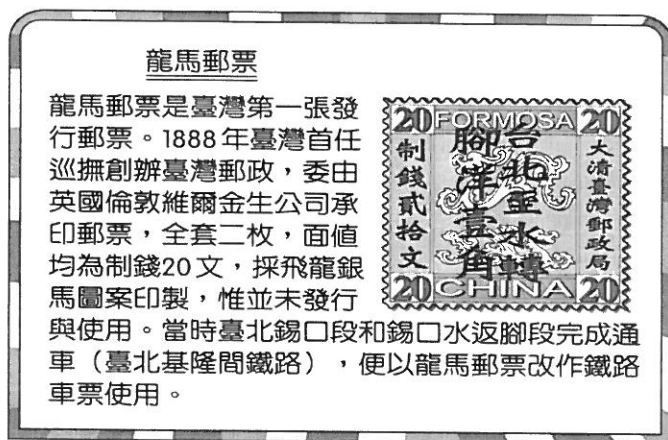 龍馬郵票
龍馬郵票是臺灣第一張發
行郵票。1888年臺灣首任
巡撫創辦臺灣郵政，委由
英國倫敦維爾金生公司承
印郵票，全套二枚，面值
均為制錢20文，採飛龍銀
馬圖案印製，惟並未發行
與使用。當時臺北錫口段和錫口水返腳段完成通
車（臺北基隆間鐵路），便以龍馬郵票改作鐵路
車票使用。
20 FORMOSA 20
大清臺灣郵政局
台北至水轉
腳洋壹角
制錢貳拾文
20 CHINA 20